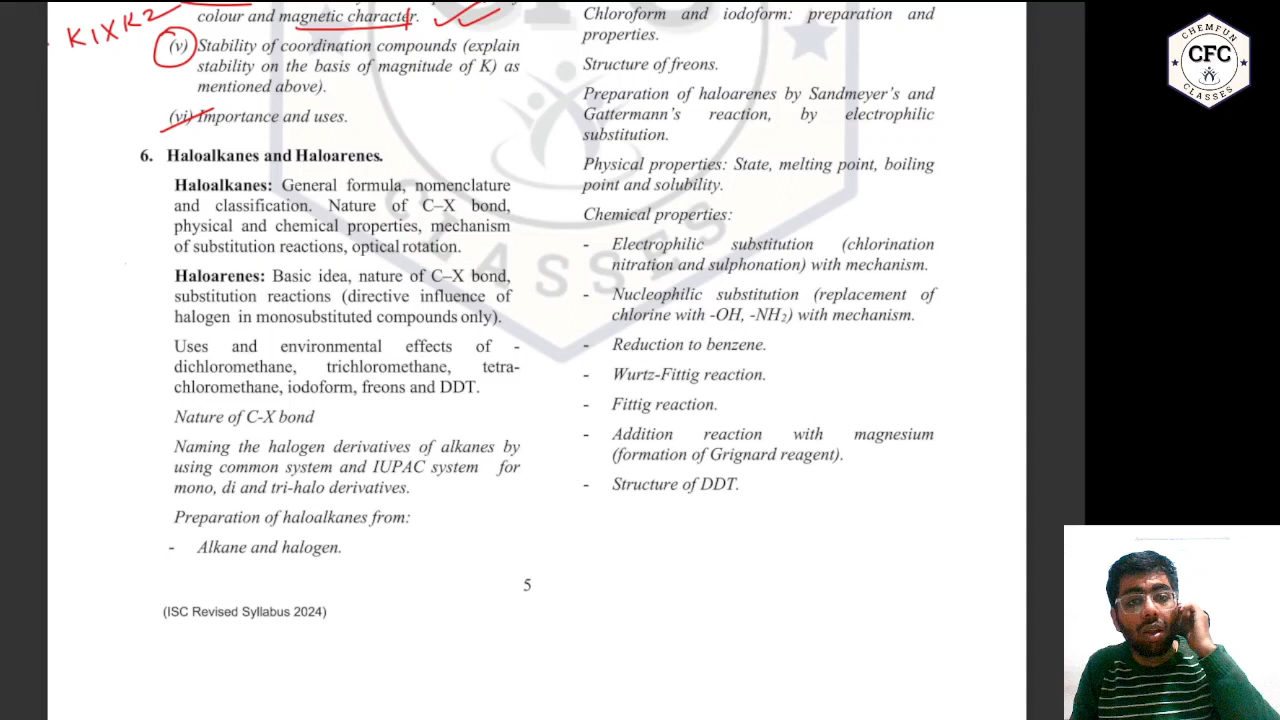 colour and magnetic character.
K1XK2
(v) Stability of coordination compounds (explain
stability on the basis of magnitude of K) as
mentioned above).
(vi) Importance and uses.
6. Haloalkanes and Haloarenes.
Haloalkanes: General formula, nomenclature
and classification. Nature of C–X bond,
physical and chemical properties, mechanism
of substitution reactions, optical rotation.
Haloarenes: Basic idea, nature of C–X bond,
substitution reactions (directive influence of
halogen in monosubstituted compounds only).
Uses and environmental effects of -
dichloromethane, trichloromethane, tetra-
chloromethane, iodoform, freons and DDT.
Nature of C-X bond
Naming the halogen derivatives of alkanes by
using common system and IUPAC system for
mono, di and tri-halo derivatives.
Preparation of haloalkanes from:
- Alkane and halogen.
Chloroform and iodoform: preparation and
properties.
Structure of freons.
Preparation of haloarenes by Sandmeyer's and
Gattermann's reaction, by electrophilic
substitution.
Physical properties: State, melting point, boiling
point and solubility.
Chemical properties:
- Electrophilic substitution (chlorination
nitration and sulphonation) with mechanism.
- Nucleophilic substitution (replacement of
chlorine with -OH, -NH2) with mechanism.
- Reduction to benzene.
- Wurtz-Fittig reaction.
- Fittig reaction.
- Addition reaction with magnesium
(formation of Grignard reagent).
- Structure of DDT.
5
(ISC Revised Syllabus 2024)
CHEMFUN
CFC
CLASSES
CLASSES